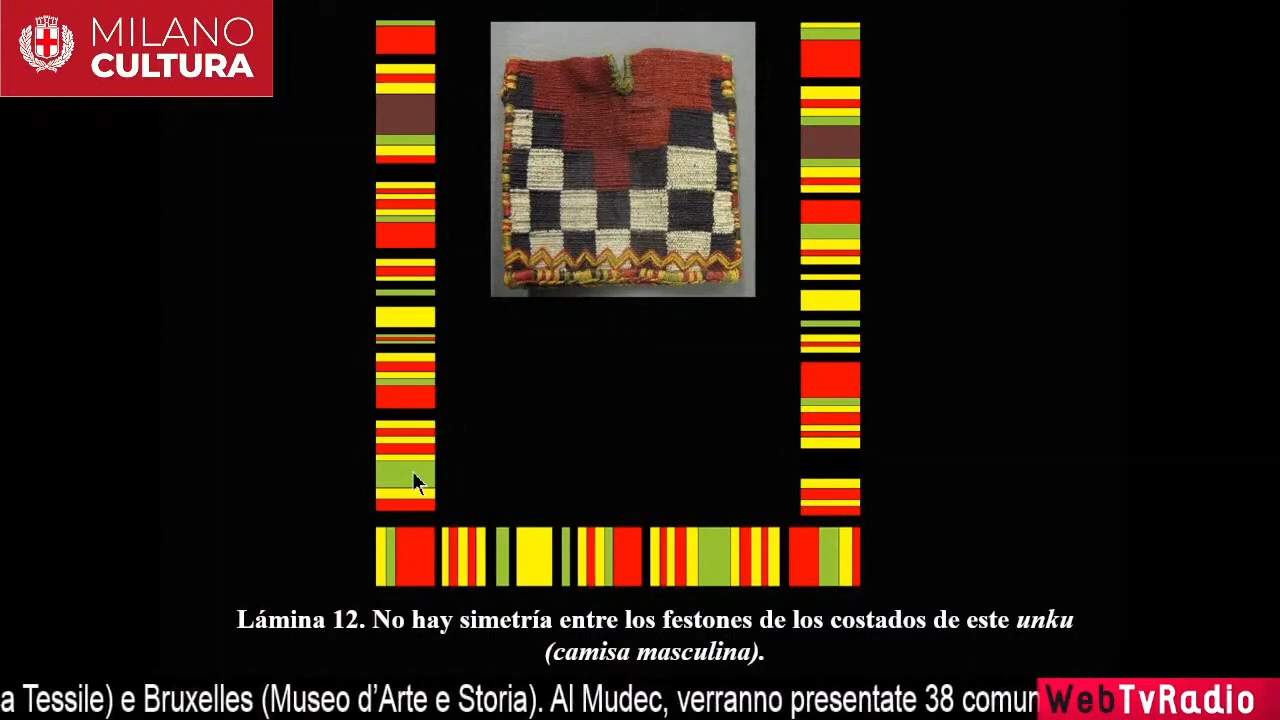 MILANO
CULTURA
Lámina 12. No hay simetría entre los festones de los costados de este unku
(camisa masculina).
a Tessile) e Bruxelles (Museo d’Arte e Storia). Al Mudec, verranno presentate 38 comun
WebTvRadio